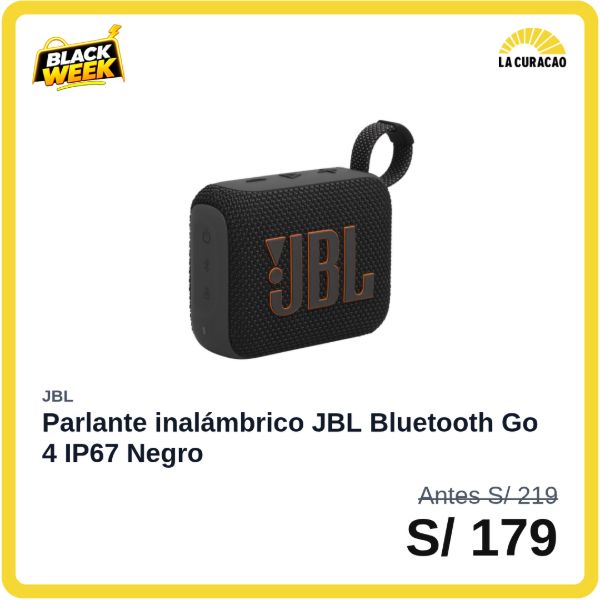 BLACK
WEEK
LA CURACAO
JBL
JBL
Parlante inalámbrico JBL Bluetooth Go
4 IP67 Negro
Antes S/ 219
S/ 179